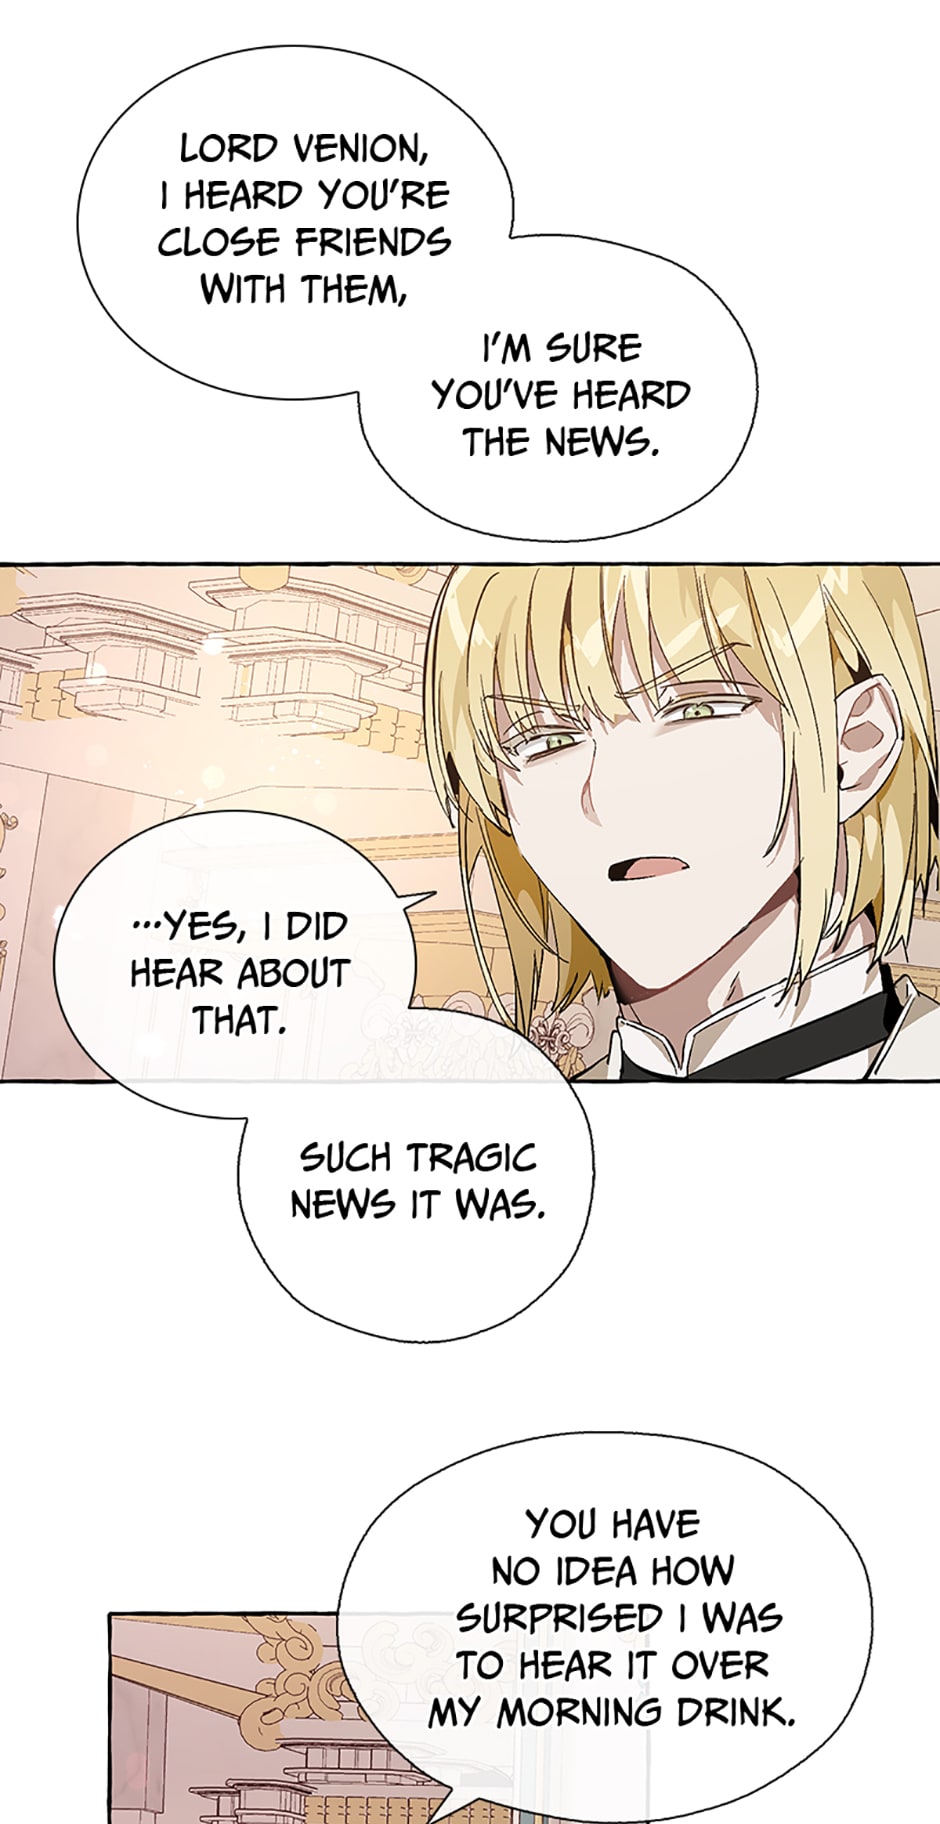 LORD VENION,
I HEARD YOU'RE
CLOSE FRIENDS
WITH THEM,
I'M SURE
YOU'VE HEARD
THE NEWS.
...YES, I DID
HEAR ABOUT
THAT.
SUCH TRAGIC
NEWS IT WAS.
YOU HAVE
NO IDEA HOW
SURPRISED I WAS
TO HEAR IT OVER
MY MORNING DRINK.